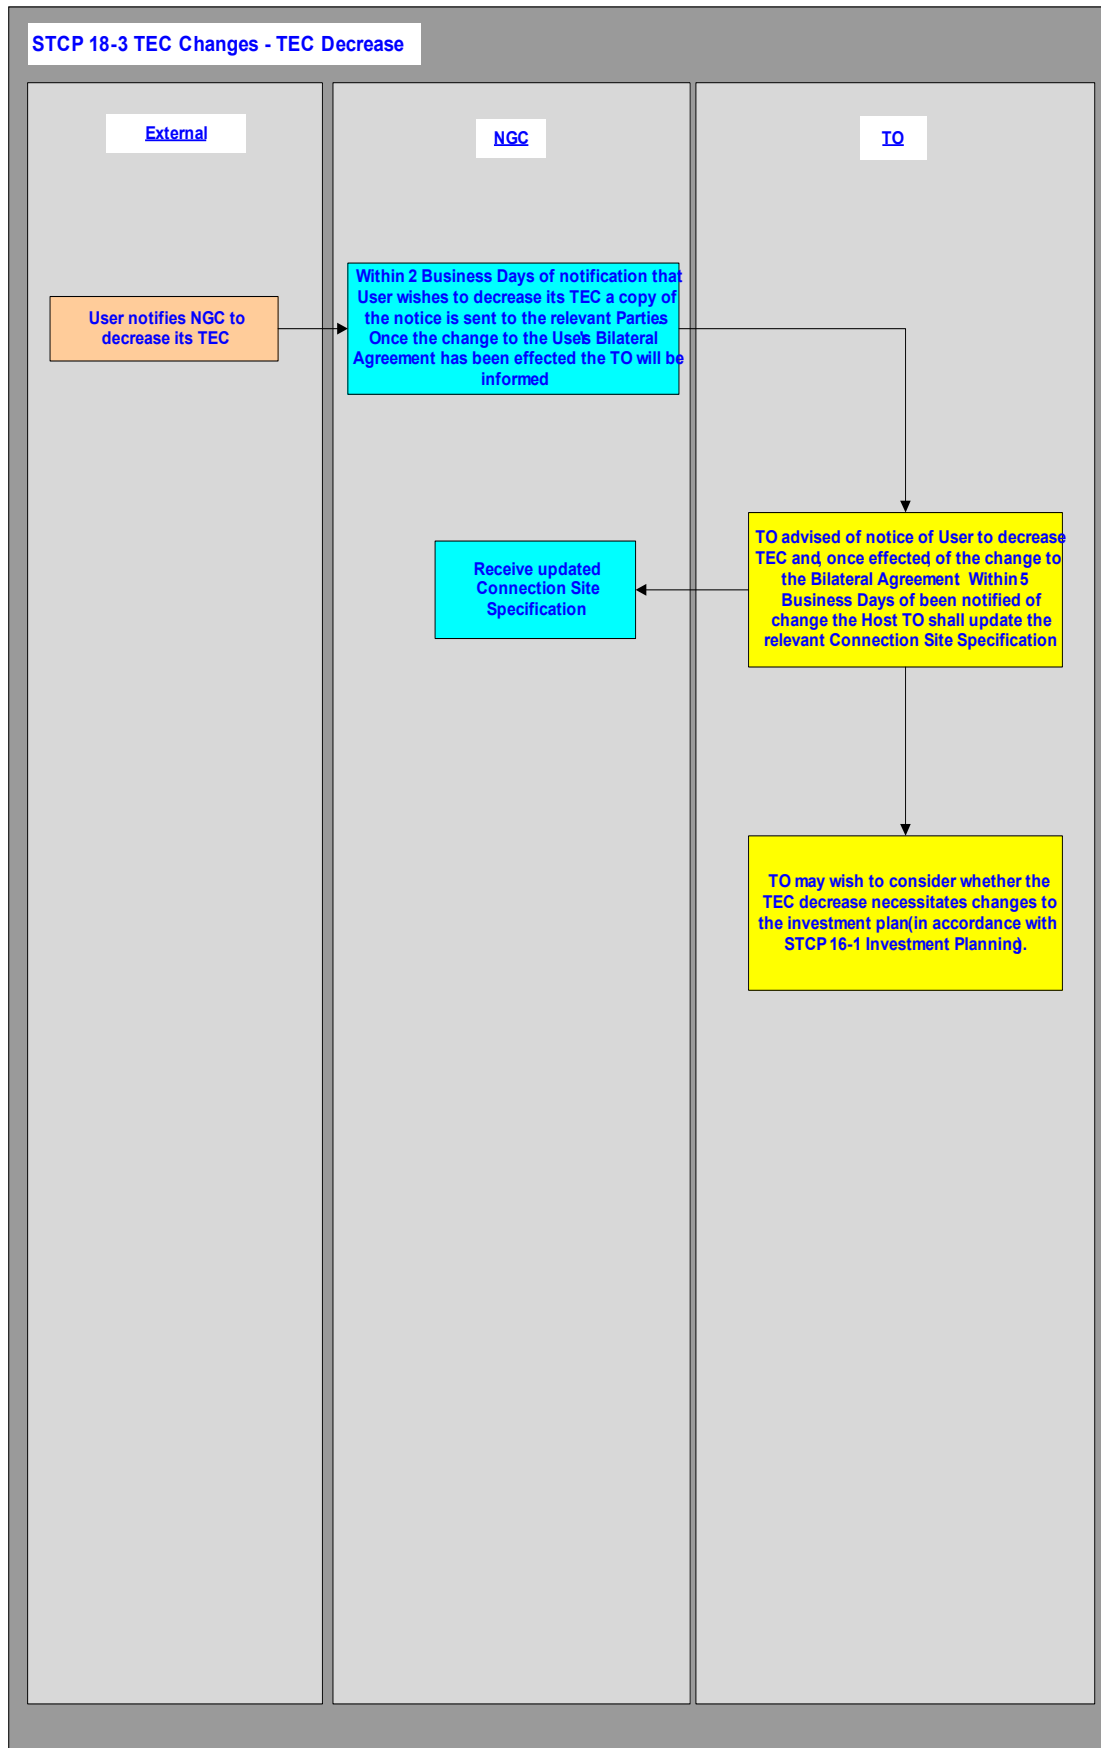 STCP 18-3 TEC Changes - TEC Decrease
External
NGC
TO
Within 2 Business Days of notification that
User wishes to decrease its TEC a copy of
the notice is sent to the relevant Parties
Once the change to the Use's Bilateral
Agreement has been effected the TO will be
informed
User notifies NGC to
decrease its TEC
TO advised of notice of User to decrease
TEC and, once effected, of the change to
the Bilateral Agreement Within 5
Business Days of been notified of
change the Host TO shall update the
relevant Connection Site Specification
Receive updated
Connection Site
Specification
TO may wish to consider whether the
TEC decrease necessitates changes to
the investment plan(in accordance with
STCP 16-1 Investment Planning).